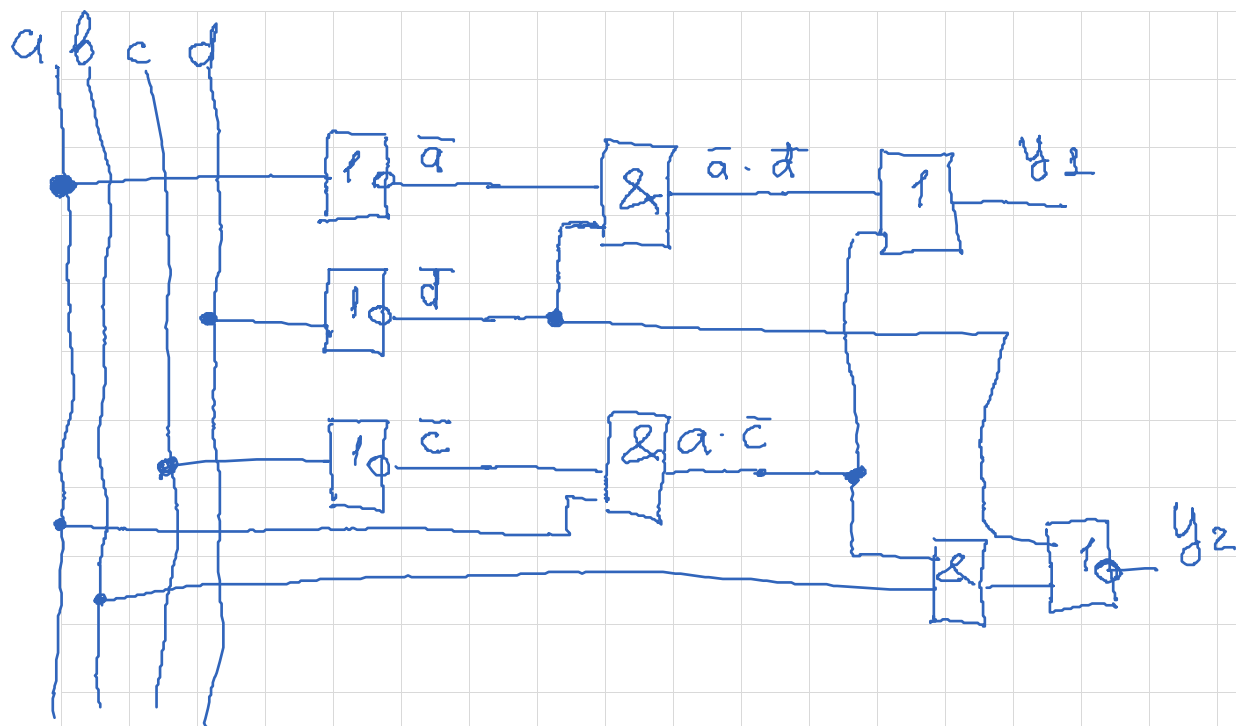 a b c d
1 a̅ & a̅ · d̅ 1 y1
1 d̅
1 c̅ & a · c̅
& 1 y2